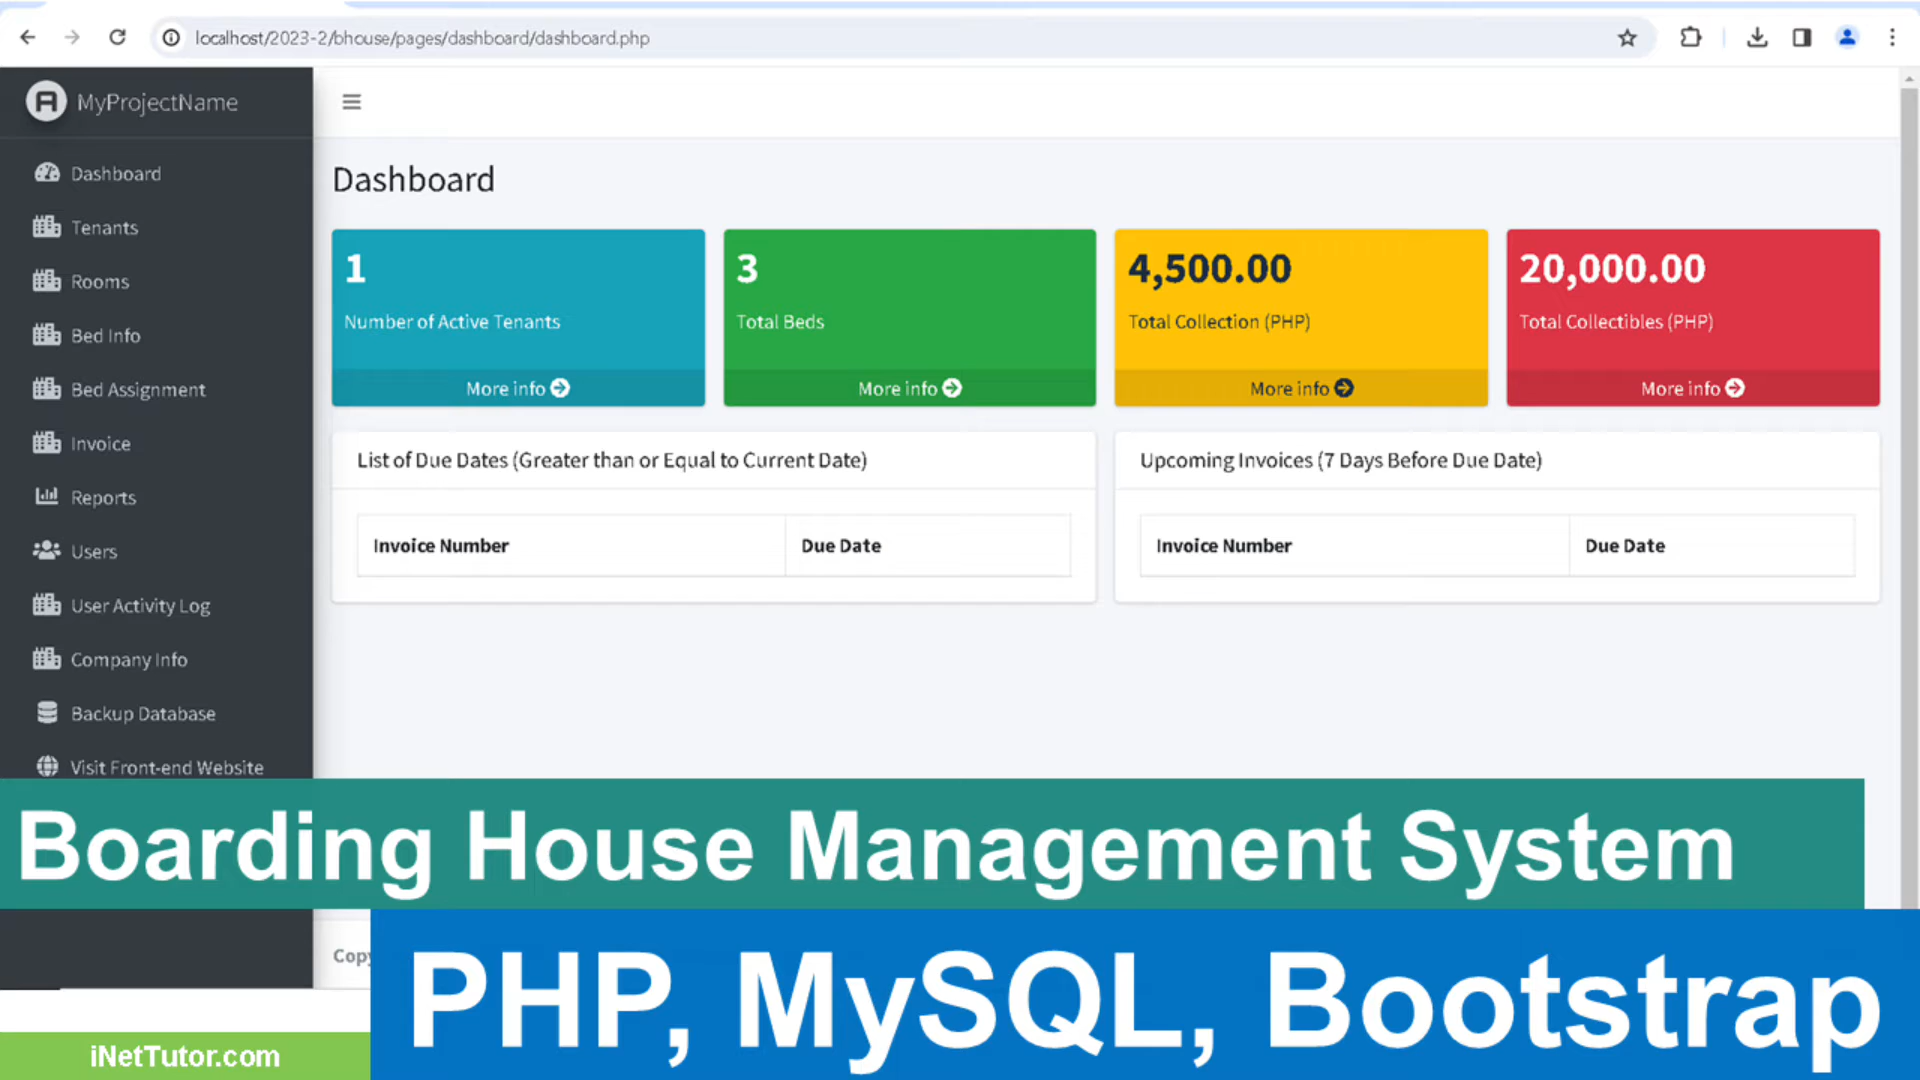 localhost/2023-2/bhouse/pages/dashboard/dashboard.php
MyProjectName
Dashboard
Tenants
Rooms
Bed Info
Bed Assignment
Invoice
Reports
Users
User Activity Log
Company Info
Backup Database
Visit Front-end Website
Dashboard
1
Number of Active Tenants
More info
3
Total Beds
More info
4,500.00
Total Collection (PHP)
More info
20,000.00
Total Collectibles (PHP)
More info
List of Due Dates (Greater than or Equal to Current Date)
Invoice Number Due Date
Upcoming Invoices (7 Days Before Due Date)
Invoice Number Due Date
Boarding House Management System
Copy
PHP, MySQL, Bootstrap
iNetTutor.com